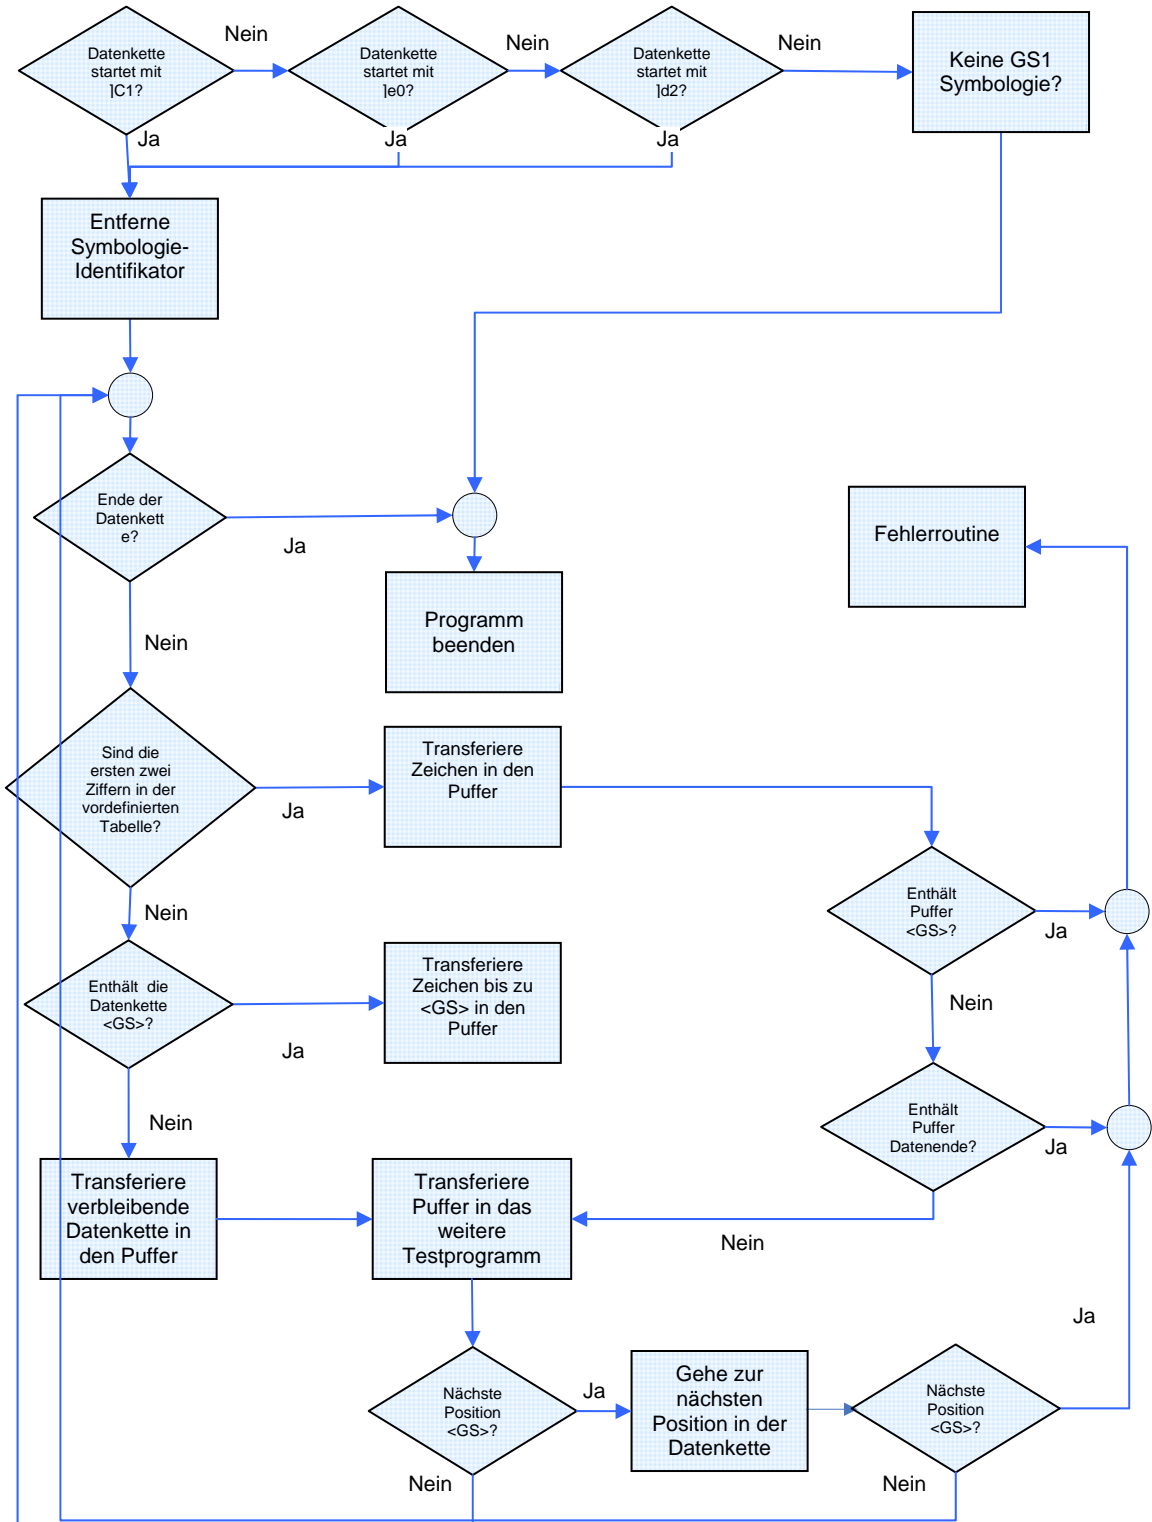 Datenkette
startet mit
]C1?
Nein
Datenkette
startet mit
]e0?
Nein
Datenkette
startet mit
]d2?
Nein
Keine GS1
Symbologie?
Ja
Ja
Ja
Entferne
Symbologie-
Identifikator
Ende der
Datenkett
e?
Ja
Nein
Programm
beenden
Fehlerroutine
Sind die
ersten zwei
Ziffern in der
vordefinierten
Tabelle?
Ja
Transferiere
Zeichen in den
Puffer
Nein
Enthält
Puffer
<GS>?
Ja
Nein
Enthält die
Datenkette
<GS>?
Ja
Transferiere
Zeichen bis zu
<GS> in den
Puffer
Nein
Enthält
Puffer
Datenende?
Ja
Nein
Transferiere
verbleibende
Datenkette in
den Puffer
Transferiere
Puffer in das
weitere
Testprogramm
Nächste
Position
<GS>?
Ja
Nein
Gehe zur
nächsten
Position in der
Datenkette
Nächste
Position
<GS>?
Ja
Nein